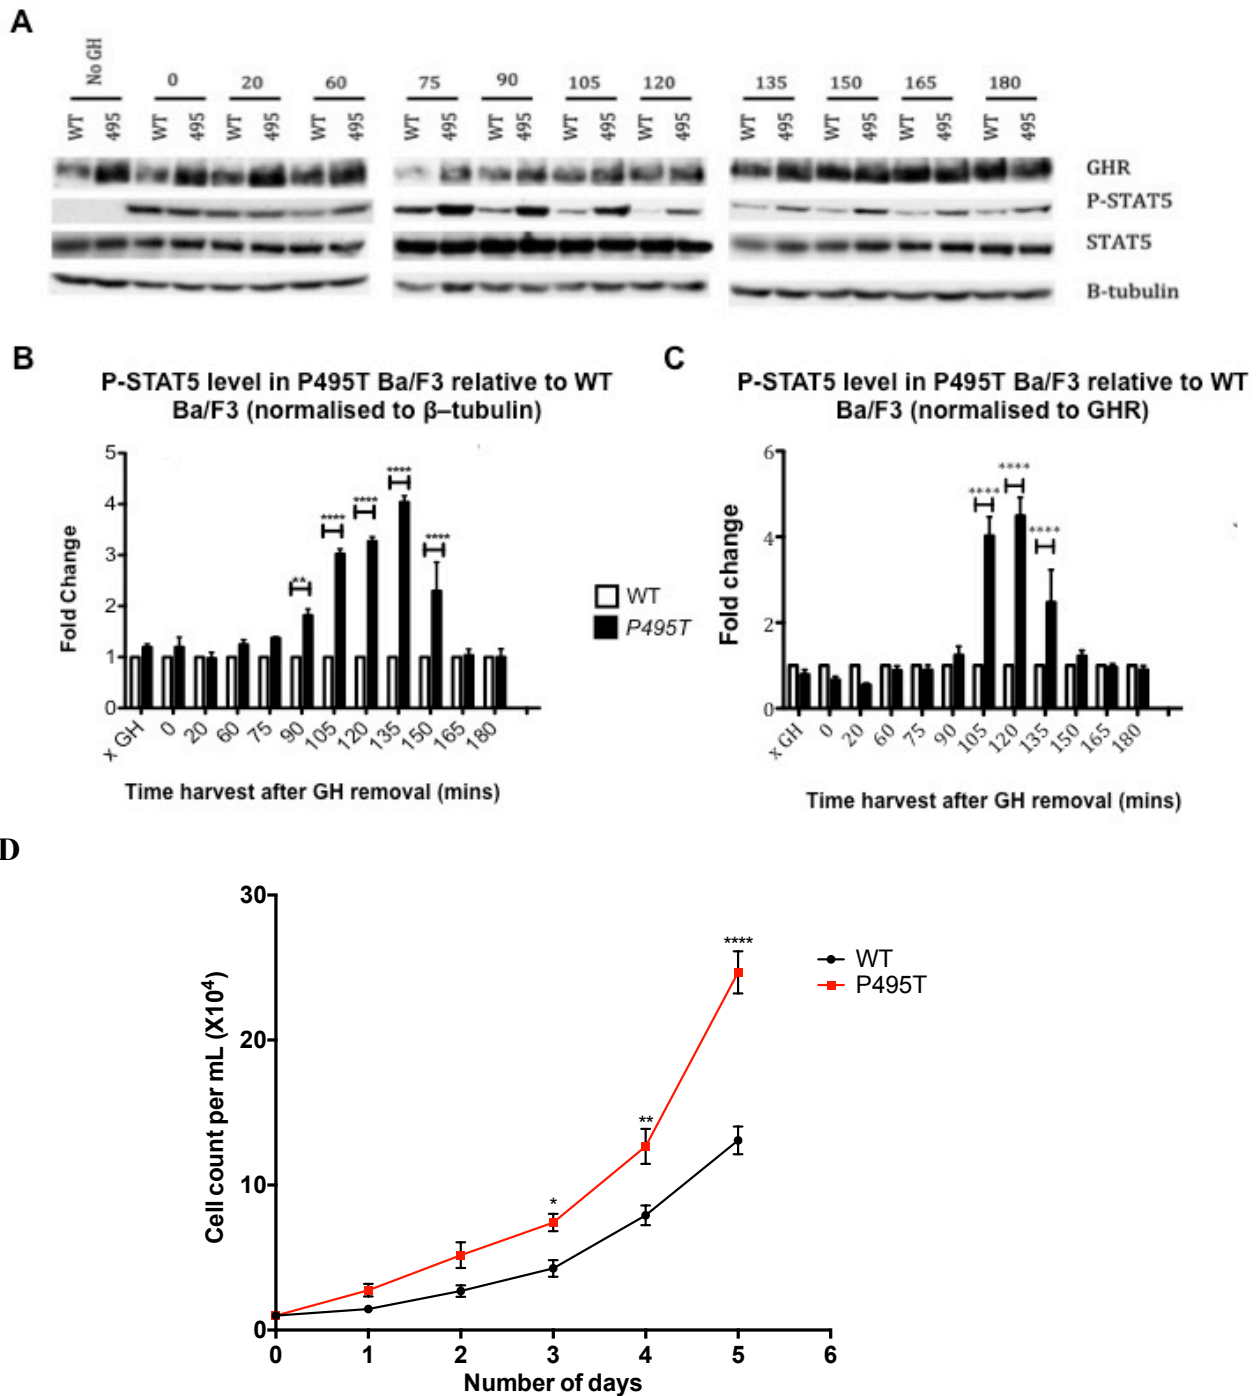 A
No GH 0 20 60 75 90 105 120 135 150 165 180
WT 495 WT 495 WT 495 WT 495 WT 495 WT 495 WT 495 WT 495 WT 495 WT 495 WT 495 WT 495
GHR
P-STAT5
STAT5
B-tubulin
B
P-STAT5 level in P495T Ba/F3 relative to WT
Ba/F3 (normalised to β–tubulin)
Fold Change
5
4
3
2
1
0
** **** **** **** ****
x GH 0 20 60 75 90 105 120 135 150 165 180
Time harvest after GH removal (mins)
WT
P495T
C
P-STAT5 level in P495T Ba/F3 relative to WT
Ba/F3 (normalised to GHR)
Fold change
6
4
2
0
**** **** ****
x GH 0 20 60 75 90 105 120 135 150 165 180
Time harvest after GH removal (mins)
D
Cell count per mL (X10⁴)
30
20
10
0
* ** ****
0 1 2 3 4 5 6
Number of days
WT
P495T